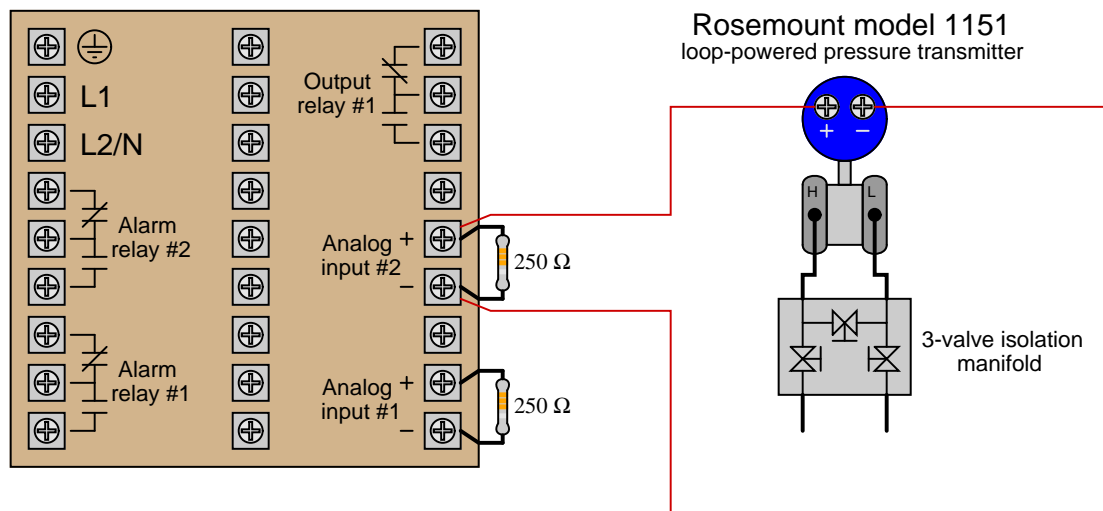 L1
L2/N
Alarm
relay #2
Alarm
relay #1
Output
relay #1
Analog
input #2
+
−
250 Ω
Analog
input #1
+
−
250 Ω
Rosemount model 1151
loop-powered pressure transmitter
+
−
H
L
3-valve isolation
manifold